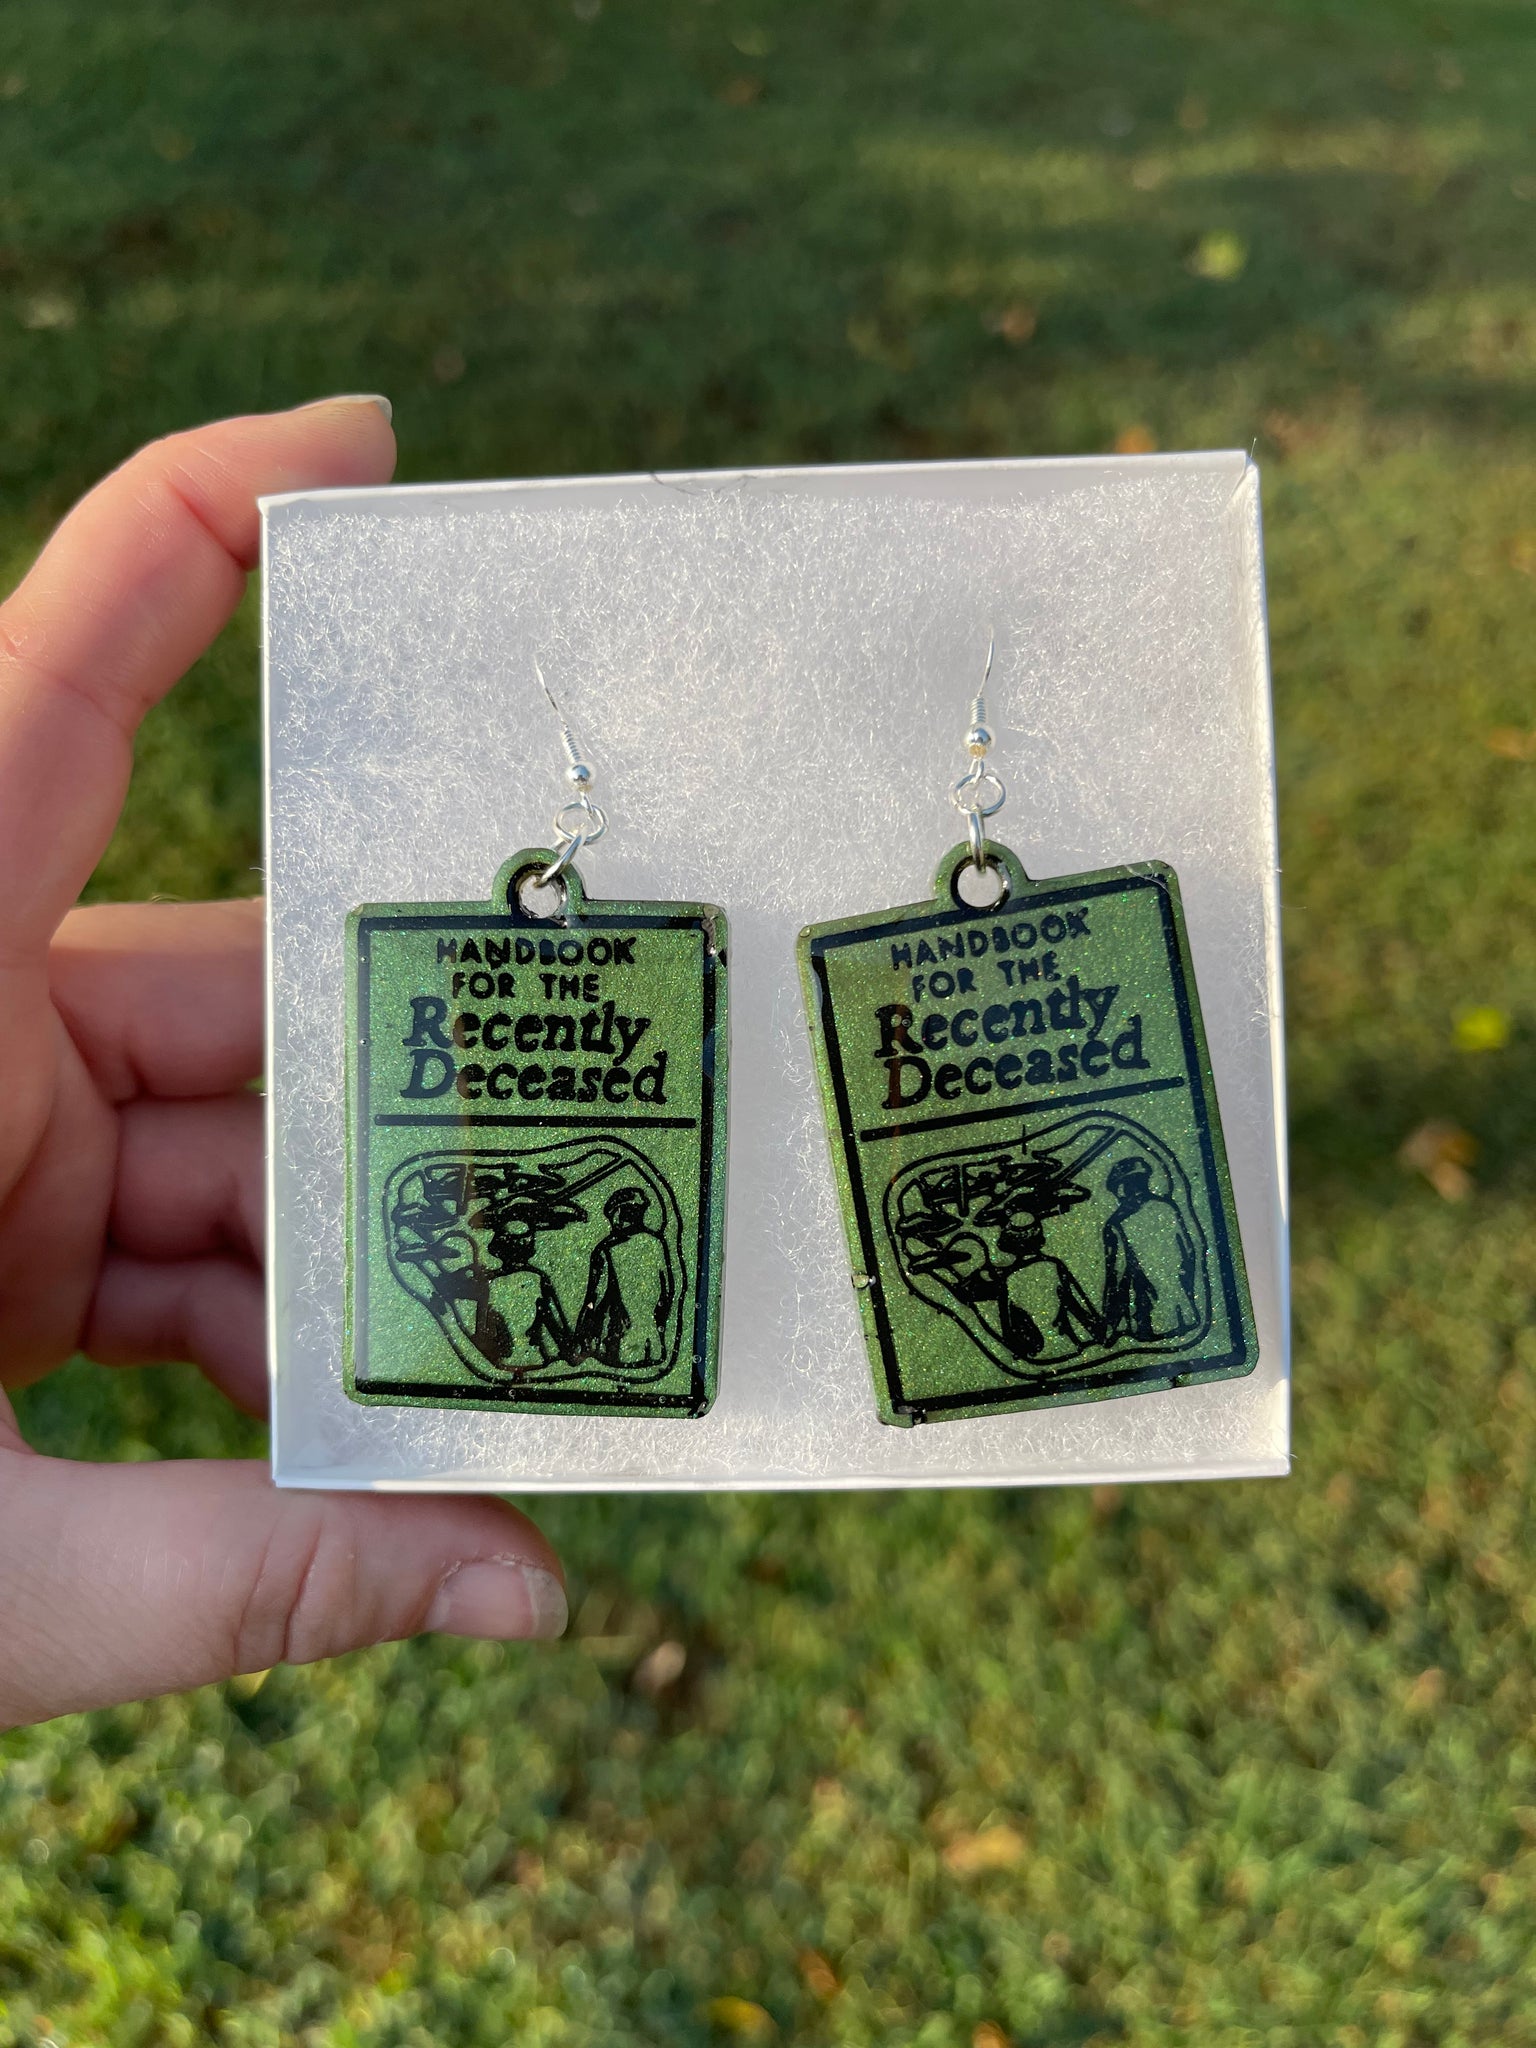 HANDBOOK
FOR THE
Recently
Deceased
HANDBOOK
FOR THE
Recently
Deceased